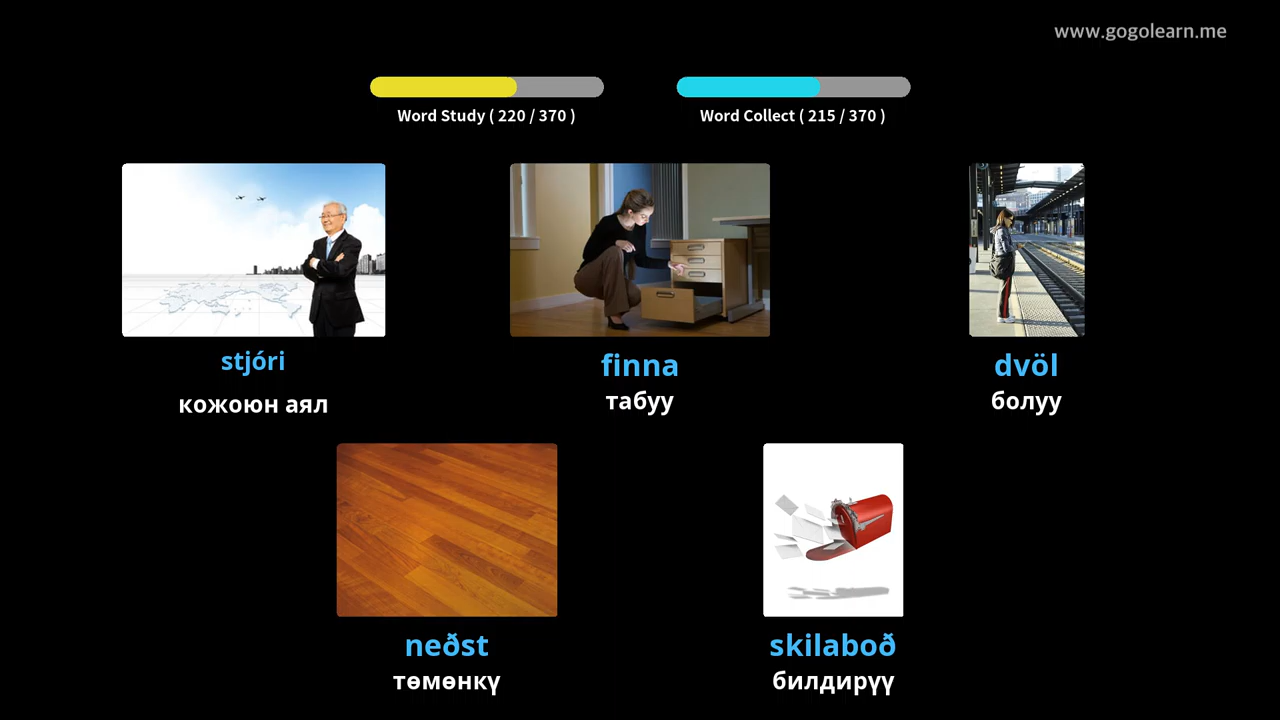 www.gogolearn.me
Word Study ( 220 / 370 )
Word Collect ( 215 / 370 )
stjóri
кожоюн аял
finna
табуу
dvöl
болуу
neðst
төмөнкү
skilaboð
билдирүү